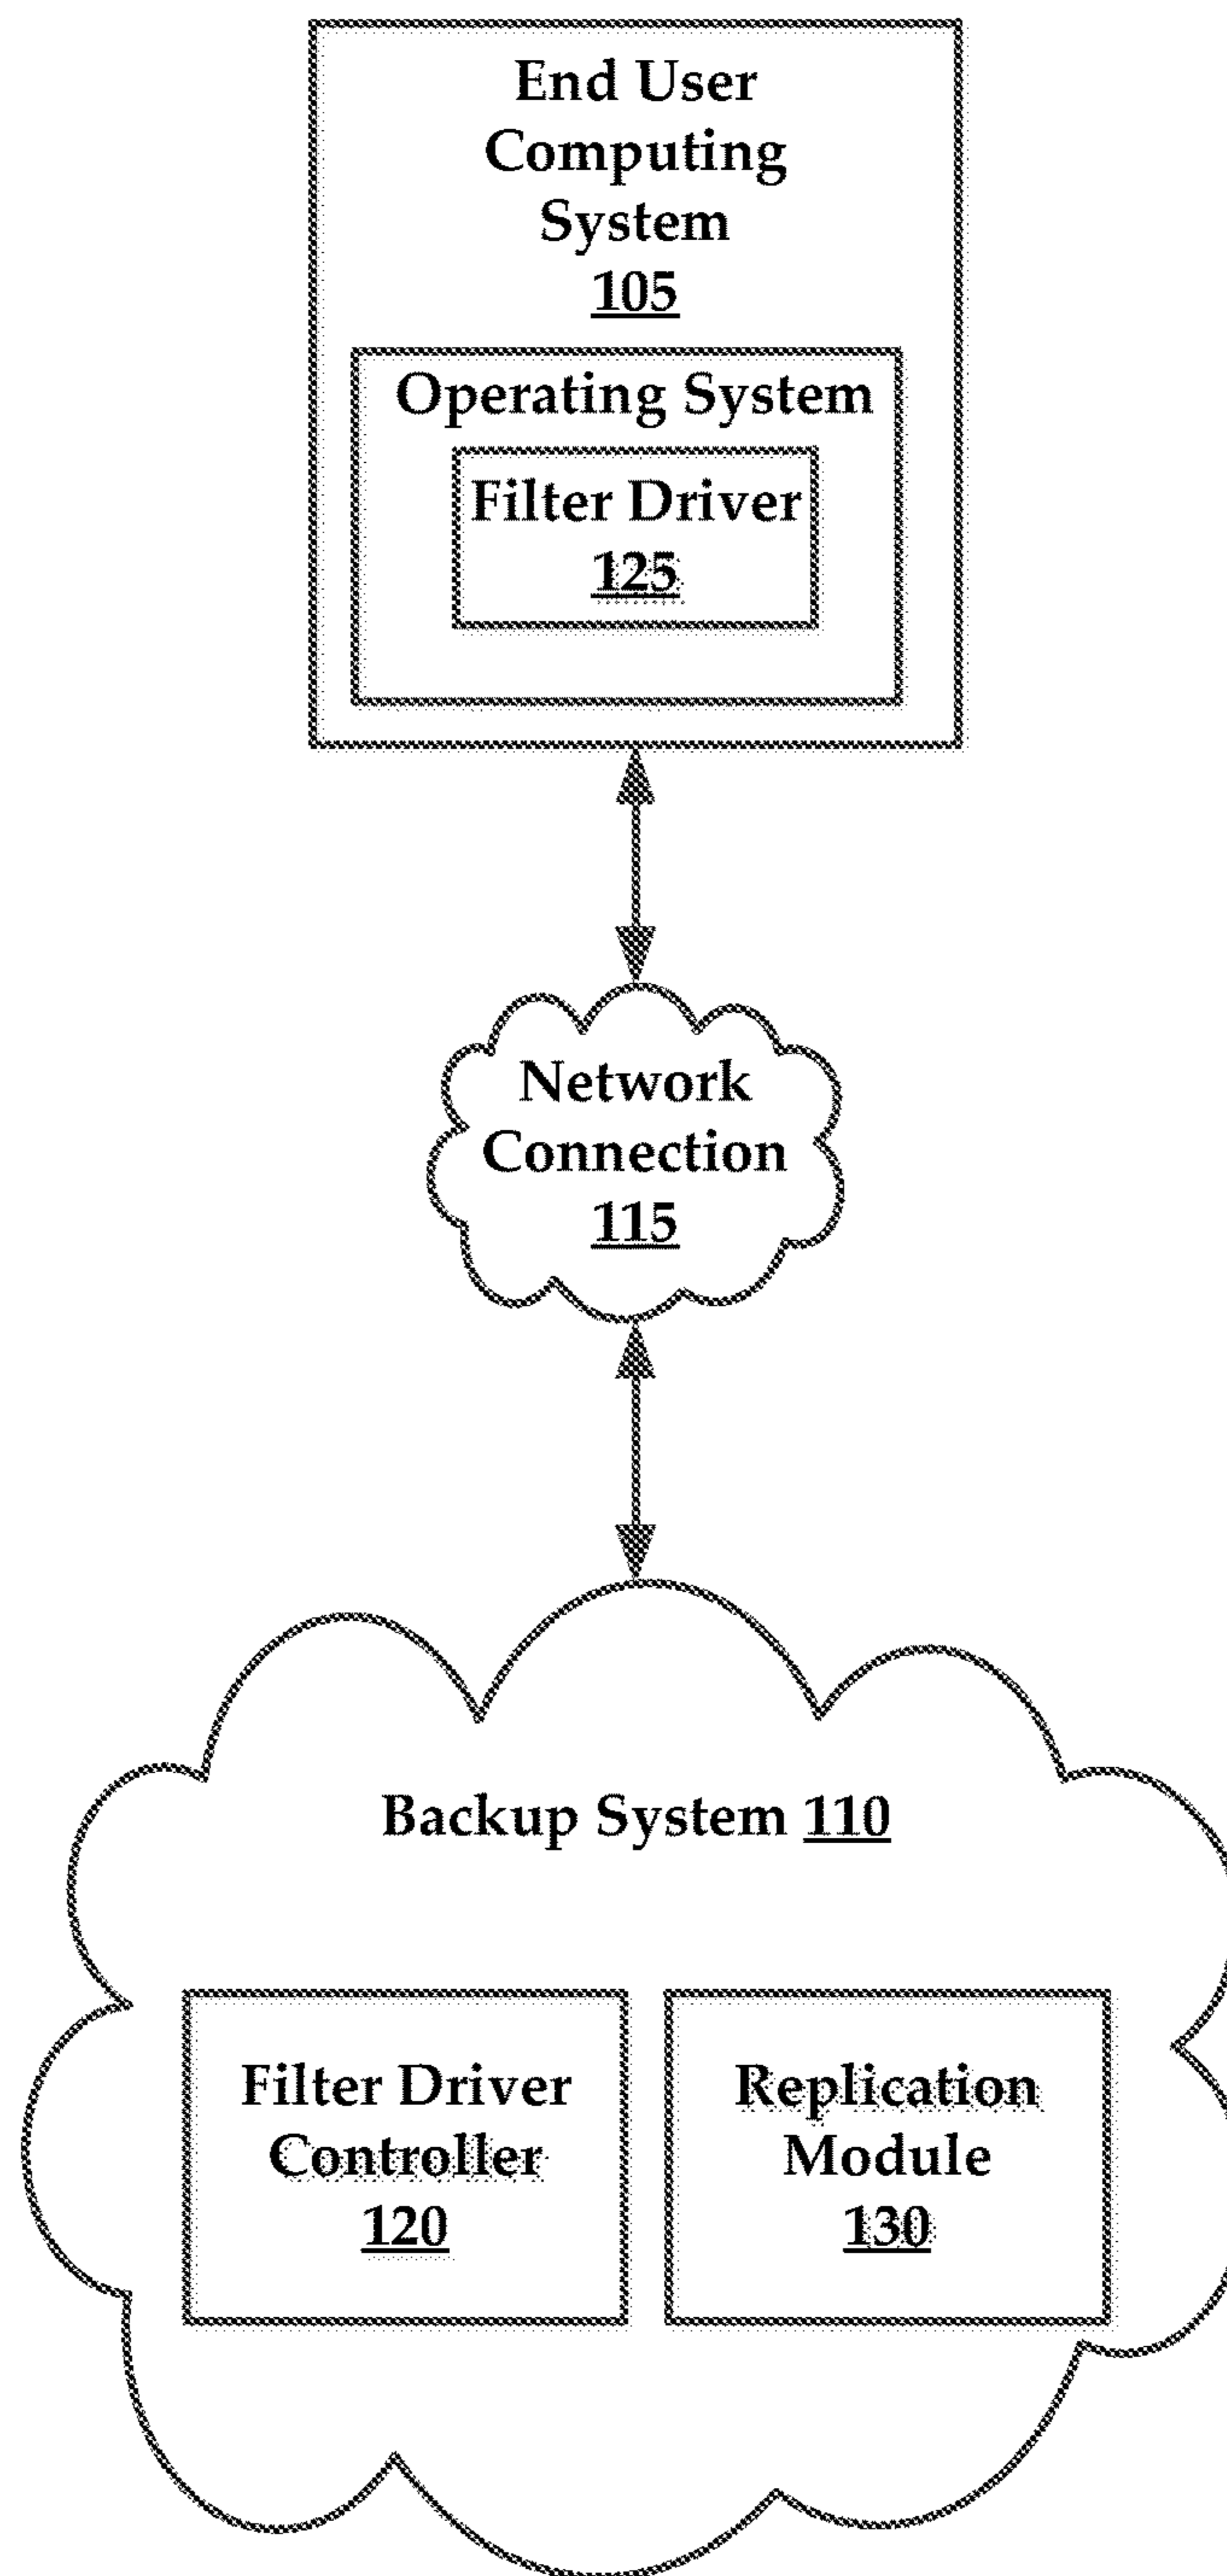 End User
Computing
System
105
Operating System
Filter Driver
125
Network
Connection
115
Backup System 110
Filter Driver
Controller
120
Replication
Module
130